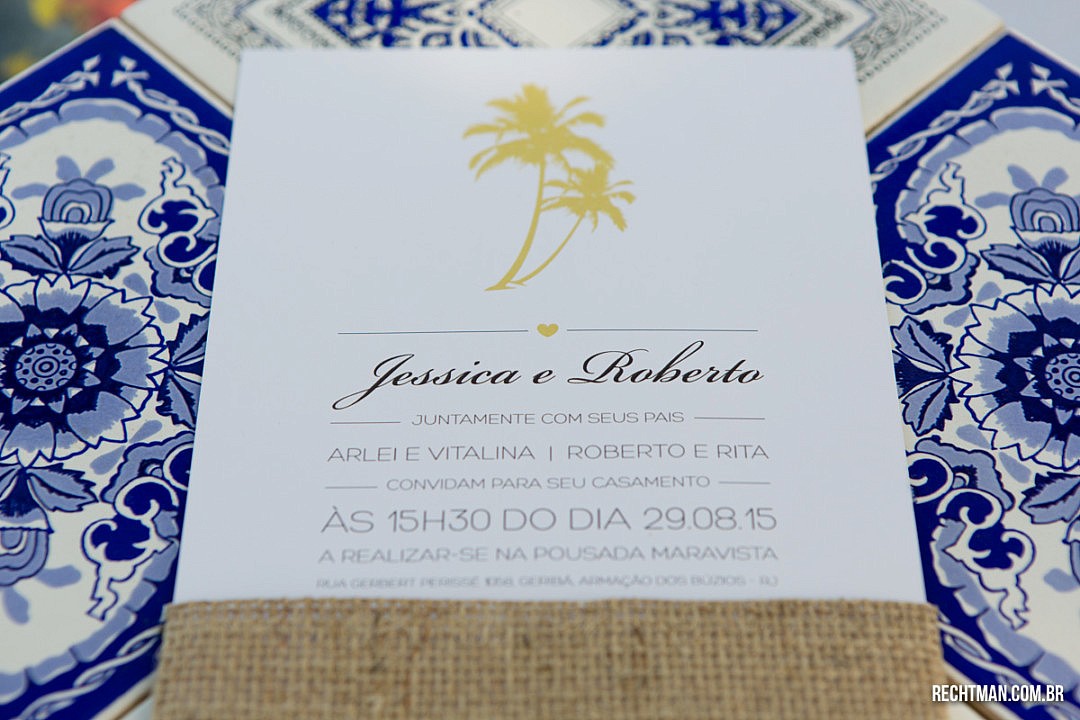 Jessica e Roberto
JUNTAMENTE COM SEUS PAIS
ARLEI E VITALINA | ROBERTO E RITA
CONVIDAM PARA SEU CASAMENTO
ÀS 15H30 DO DIA 29.08.15
A REALIZAR-SE NA POUSADA MARAVISTA
RUA GERBERT PERISSÉ, GERIBÁ, ARMAÇÃO DOS BÚZIOS - RJ
RECHTMAN.COM.BR